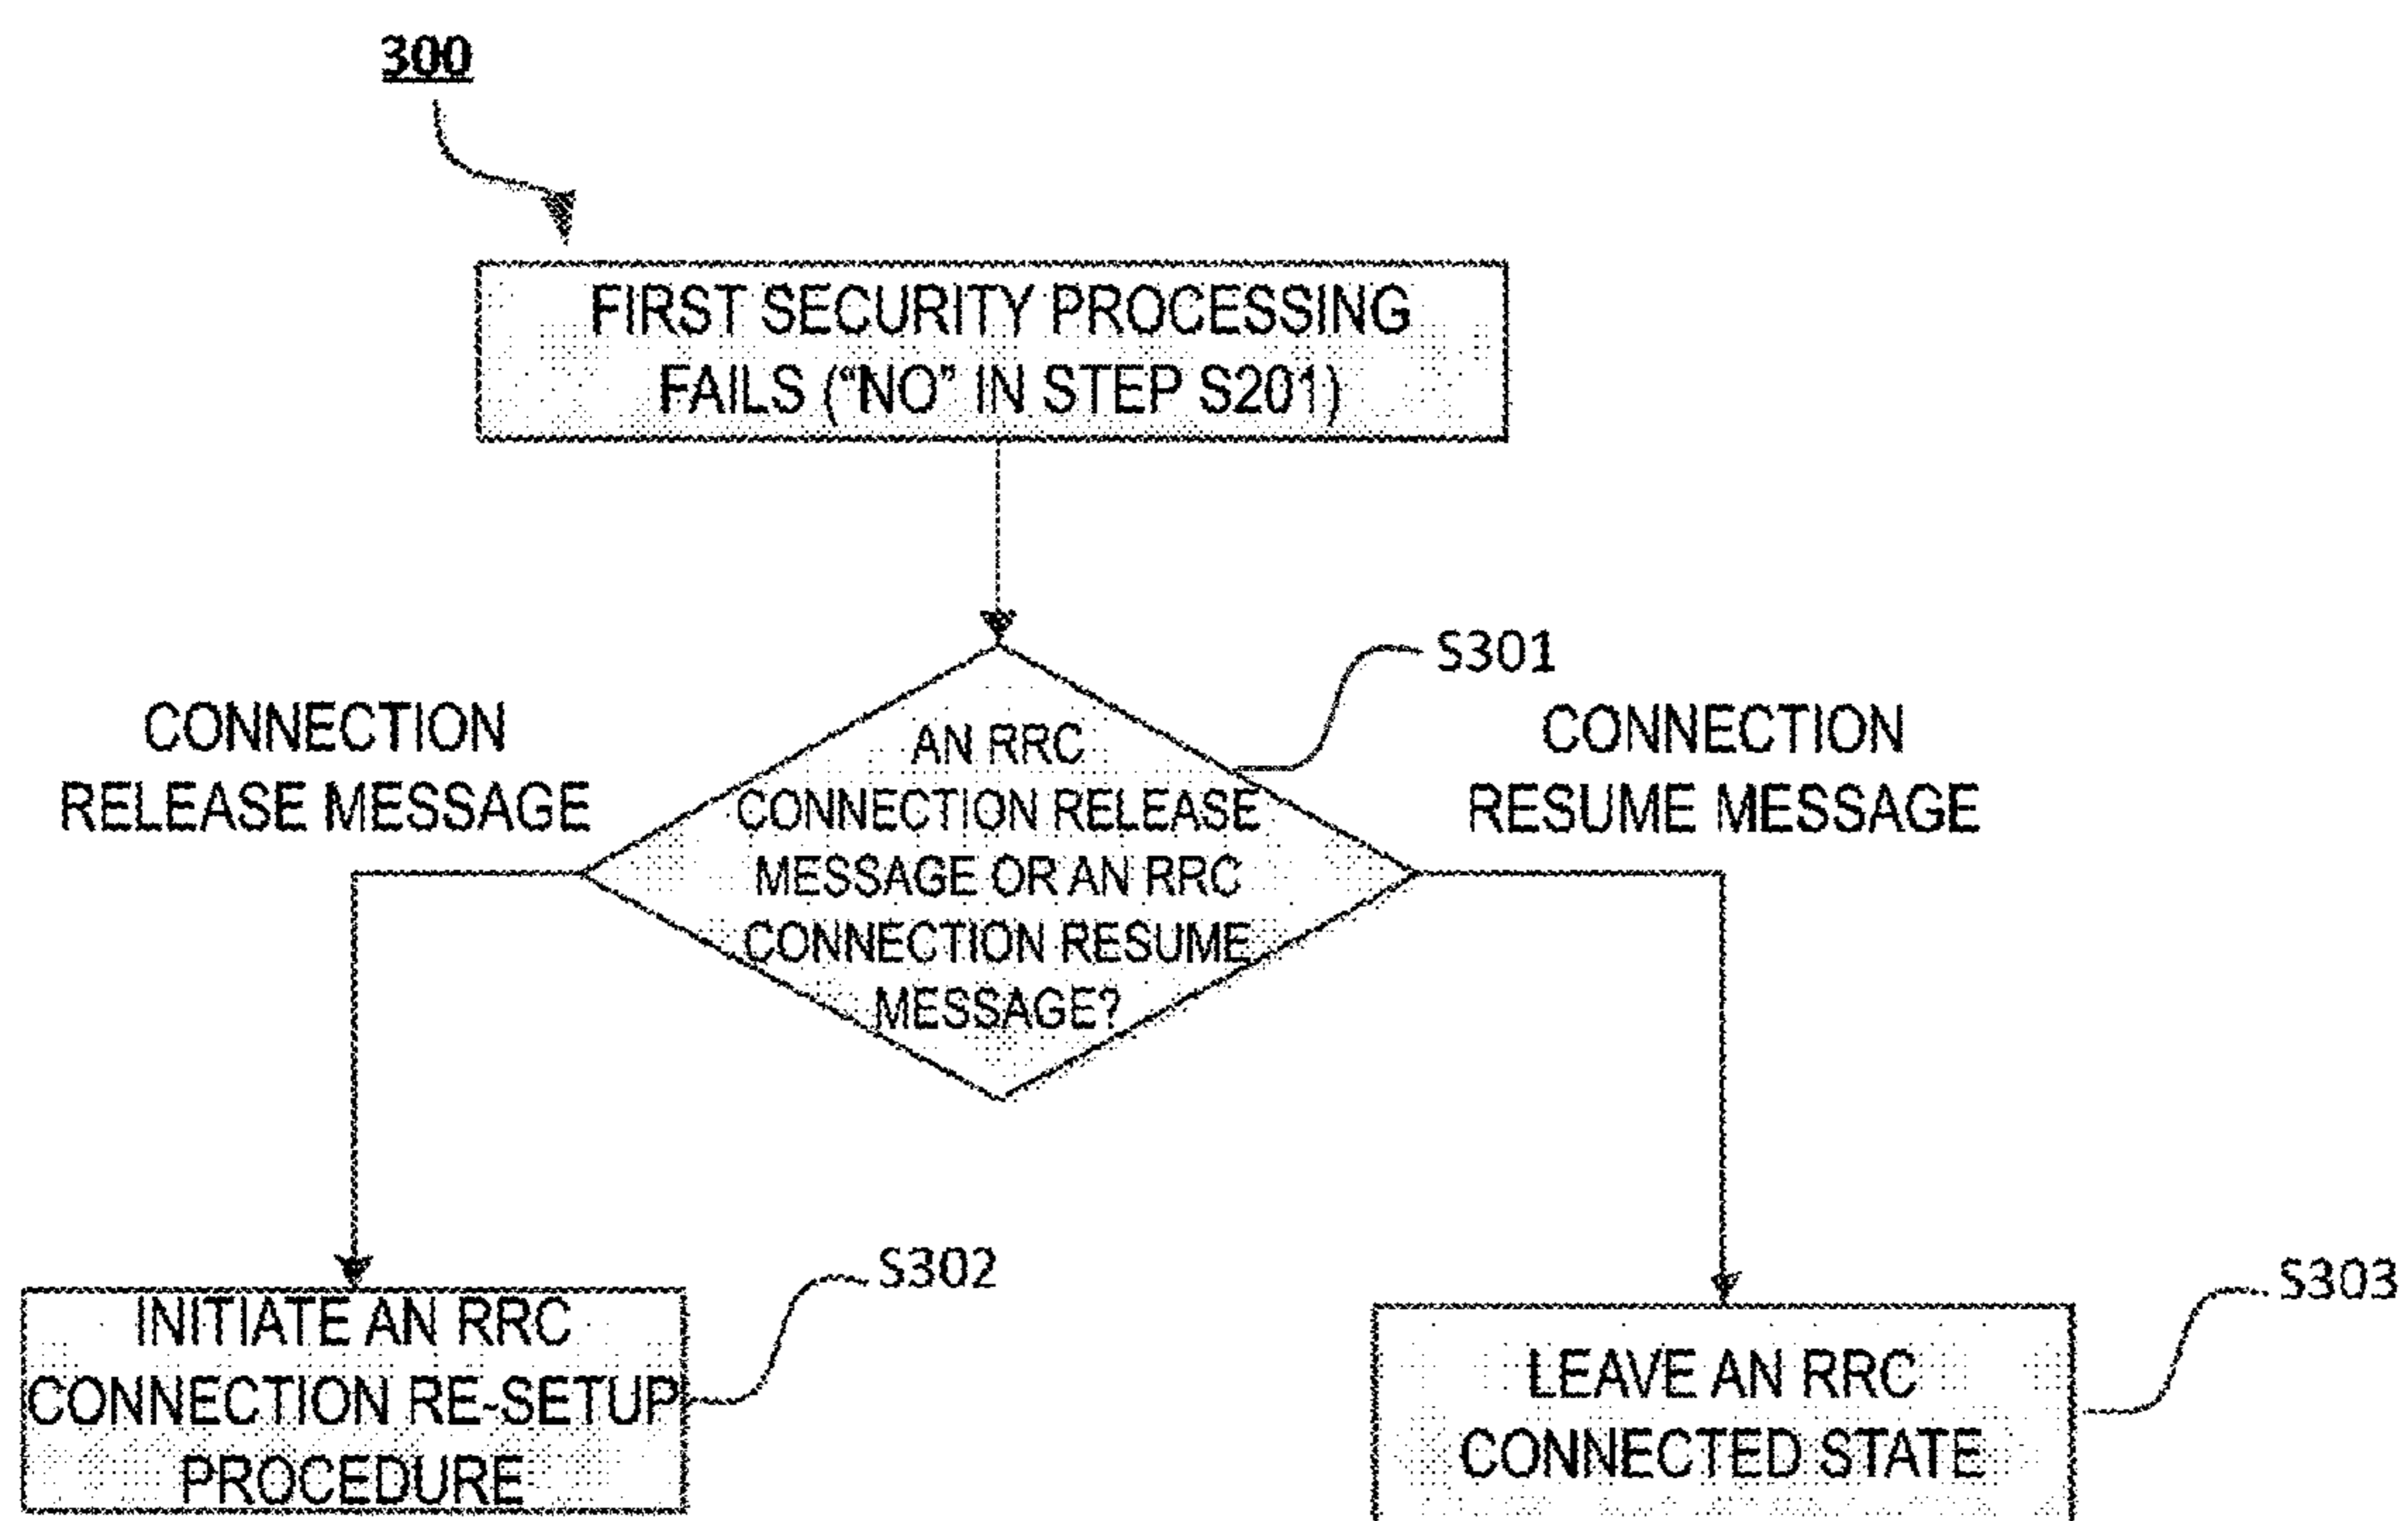 300
FIRST SECURITY PROCESSING
FAILS (“NO” IN STEP S201)
S301
CONNECTION
RELEASE MESSAGE
AN RRC
CONNECTION RELEASE
MESSAGE OR AN RRC
CONNECTION RESUME
MESSAGE?
CONNECTION
RESUME MESSAGE
S302
INITIATE AN RRC
CONNECTION RE-SETUP
PROCEDURE
S303
LEAVE AN RRC
CONNECTED STATE